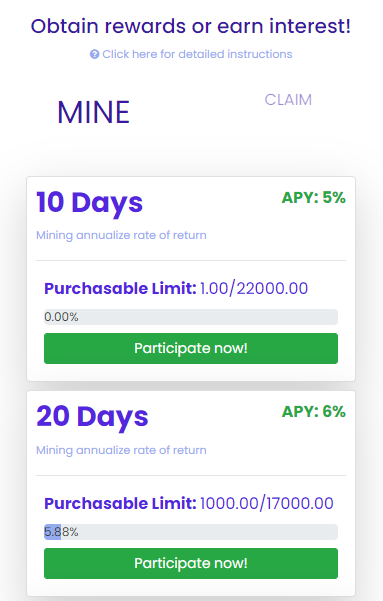 Obtain rewards or earn interest!
Click here for detailed instructions
MINE
CLAIM
10 Days
APY: 5%
Mining annualize rate of return
Purchasable Limit: 1.00/22000.00
0.00%
Participate now!
20 Days
APY: 6%
Mining annualize rate of return
Purchasable Limit: 1000.00/17000.00
5.88%
Participate now!